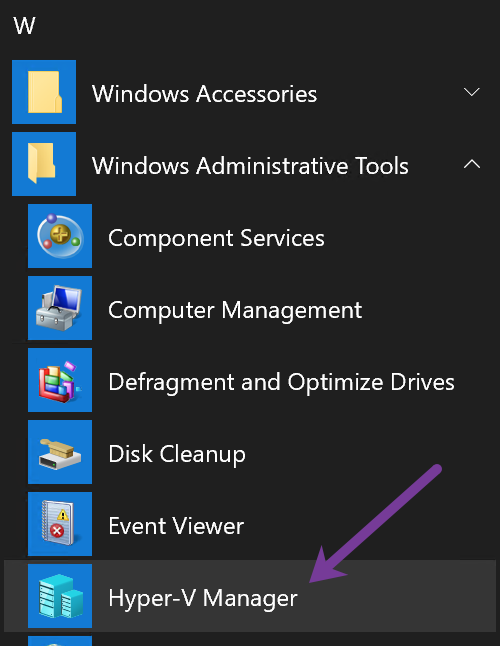 W
Windows Accessories
Windows Administrative Tools
Component Services
Computer Management
Defragment and Optimize Drives
Disk Cleanup
Event Viewer
Hyper-V Manager